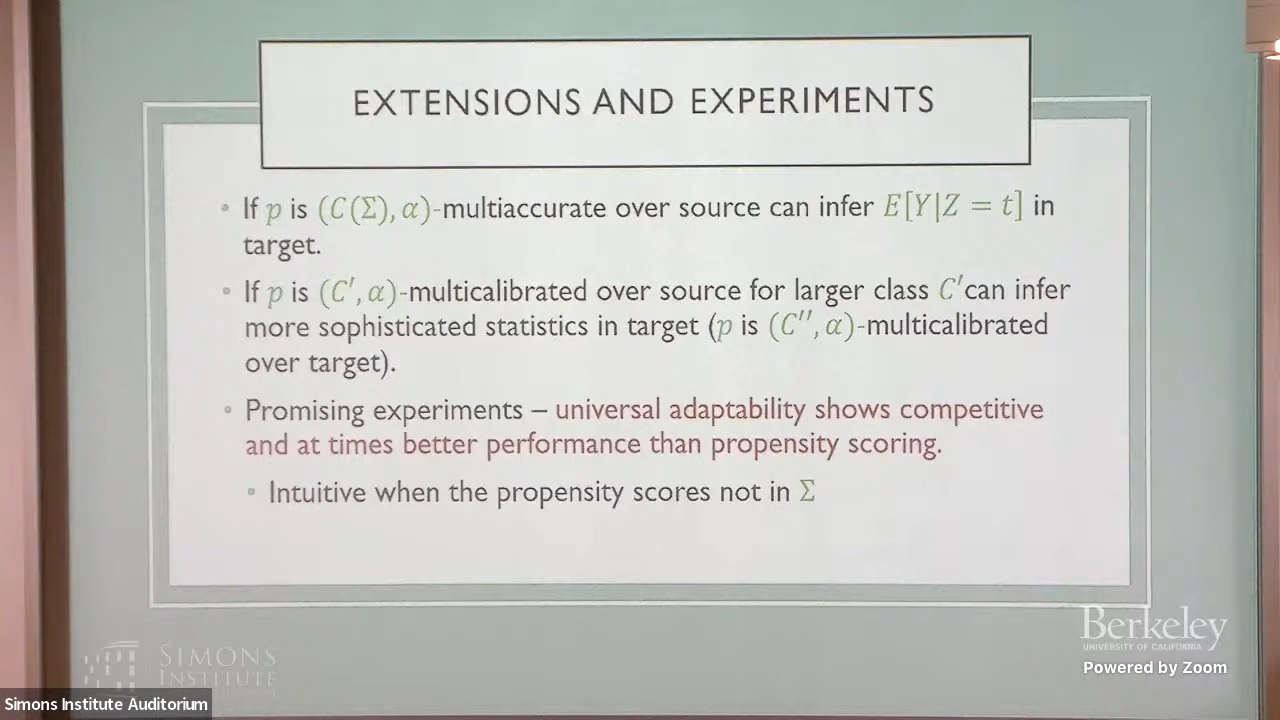 EXTENSIONS AND EXPERIMENTS
• If p is (C(Σ), α)-multiaccurate over source can infer E[Y|Z = t] in
target.
• If p is (C′, α)-multicalibrated over source for larger class C′can infer
more sophisticated statistics in target (p is (C′′, α)-multicalibrated
over target).
• Promising experiments – universal adaptability shows competitive
and at times better performance than propensity scoring.
• Intuitive when the propensity scores not in Σ
SIMONS
INSTITUTE
Berkeley
UNIVERSITY OF CALIFORNIA
Powered by Zoom
Simons Institute Auditorium